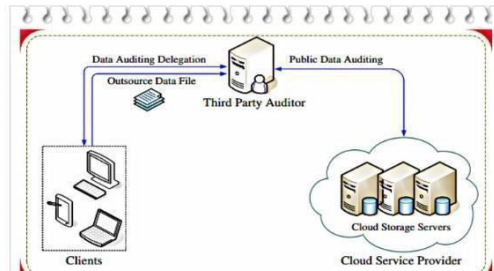 Data Auditing Delegation
Public Data Auditing
Outsource Data File
Third Party Auditor
Cloud Storage Servers
Clients
Cloud Service Provider